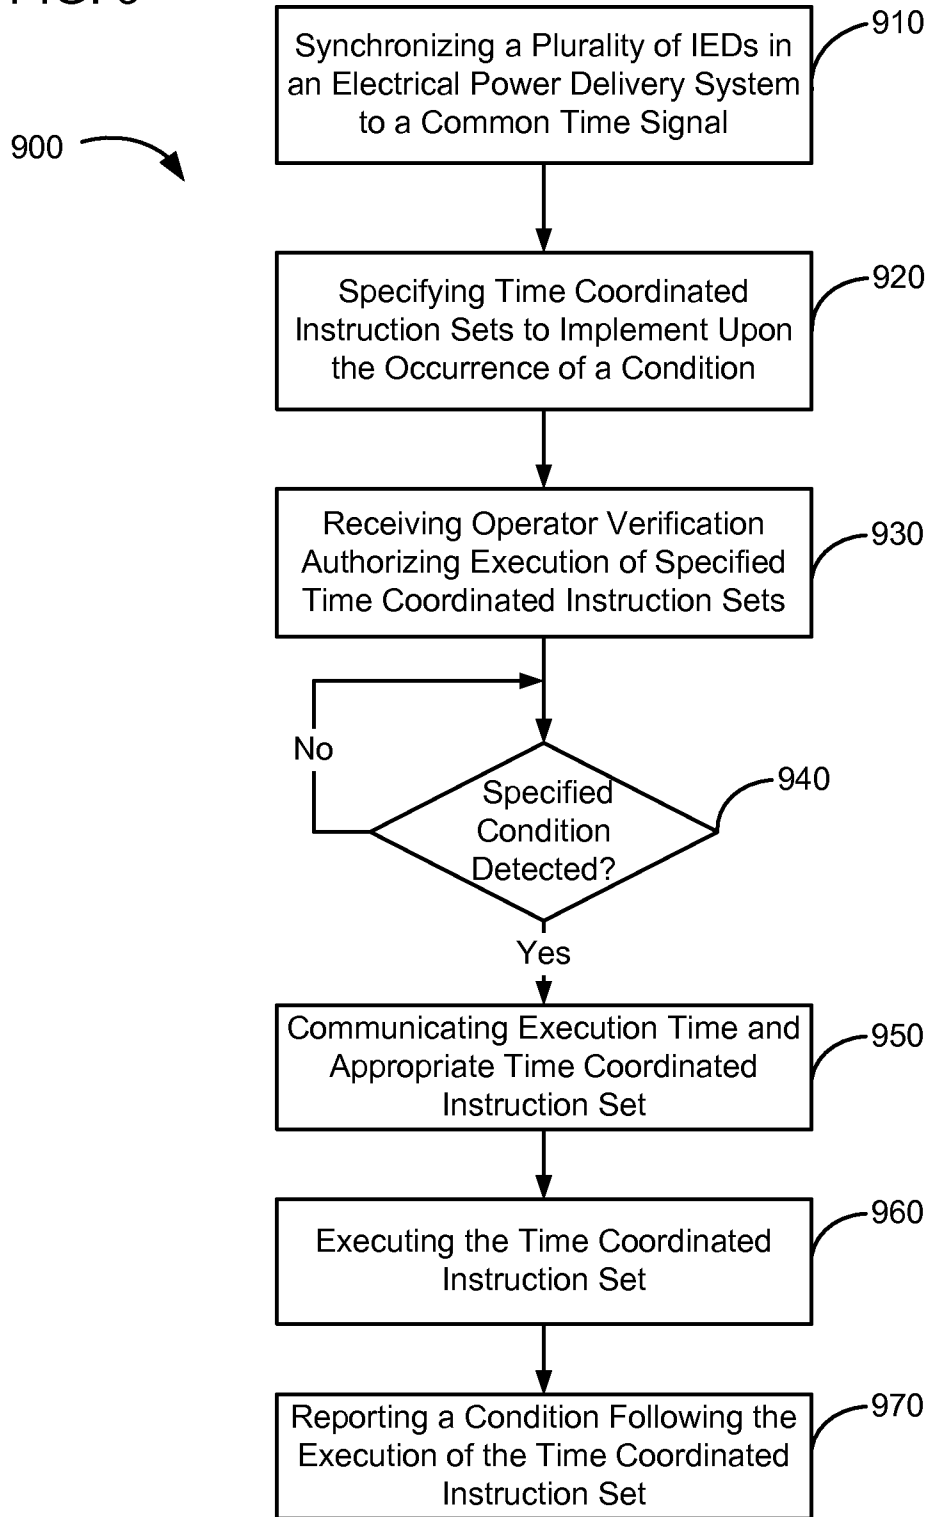 910
Synchronizing a Plurality of IEDs in
an Electrical Power Delivery System
to a Common Time Signal
900
920
Specifying Time Coordinated
Instruction Sets to Implement Upon
the Occurrence of a Condition
930
Receiving Operator Verification
Authorizing Execution of Specified
Time Coordinated Instruction Sets
No
940
Specified
Condition
Detected?
Yes
950
Communicating Execution Time and
Appropriate Time Coordinated
Instruction Set
960
Executing the Time Coordinated
Instruction Set
970
Reporting a Condition Following the
Execution of the Time Coordinated
Instruction Set